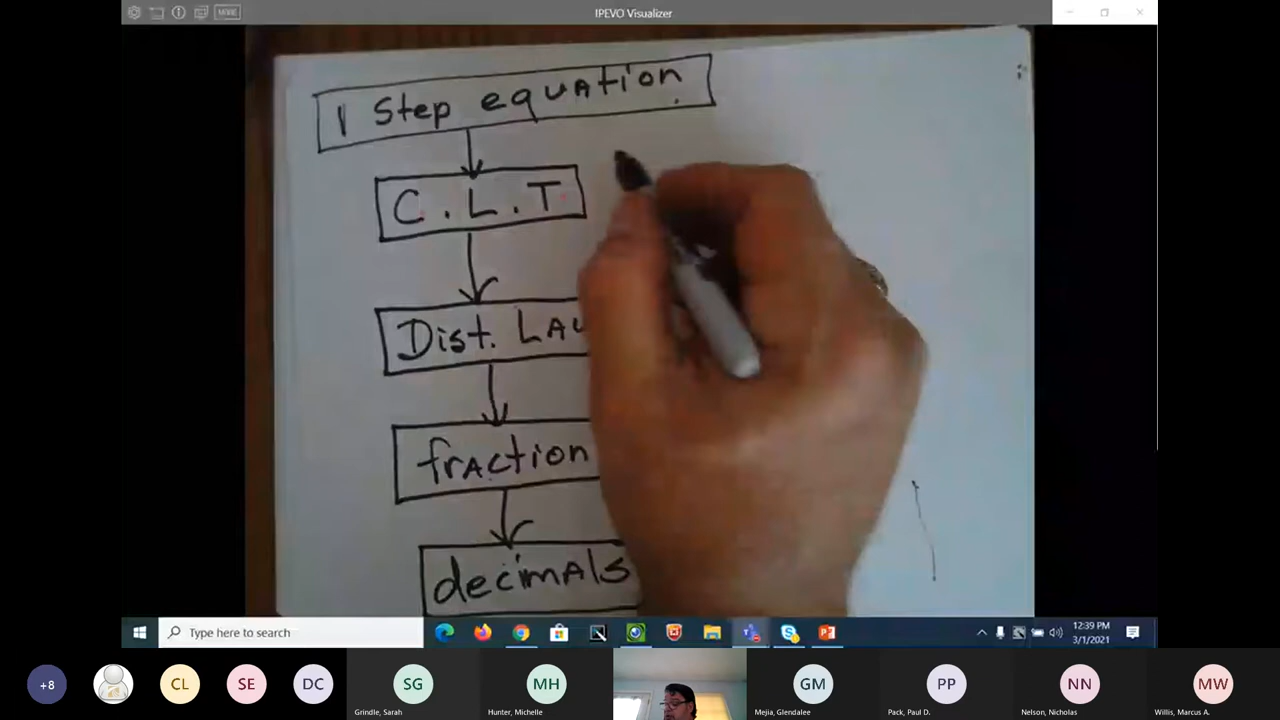 IPEVO Visualizer
1 Step equation
C.L.T
Dist. LAW
frAction
decimAls
Type here to search
12:39 PM
3/1/2021
+8
CL
SE
DC
SG
MH
GM
PP
NN
MW
Grindle, Sarah
Hunter, Michelle
Mejia, Glendalee
Pack, Paul D.
Nelson, Nicholas
Willis, Marcus A.